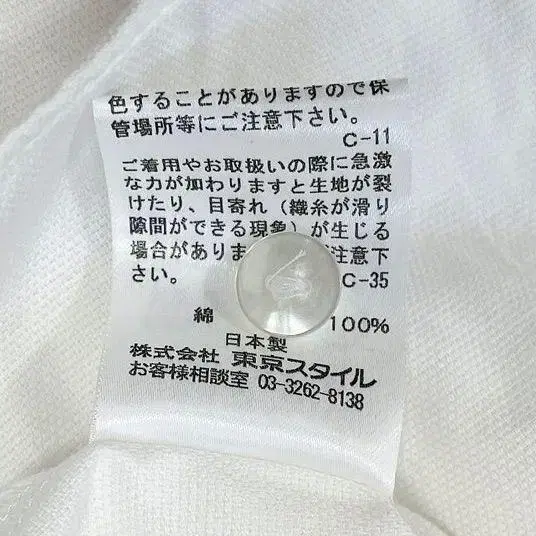 色することがありますので保
管場所等にご注意下さい。
C-11
ご着用やお取扱いの際に急激
な力が加わりますと生地が裂
けたり、目寄れ（織糸が滑り
隙間ができる現象）が生じる
場合がありま 注意下
さい。 C-35
綿 100%
日本製
株式会社 東京スタイル
お客様相談室 03-3262-8138